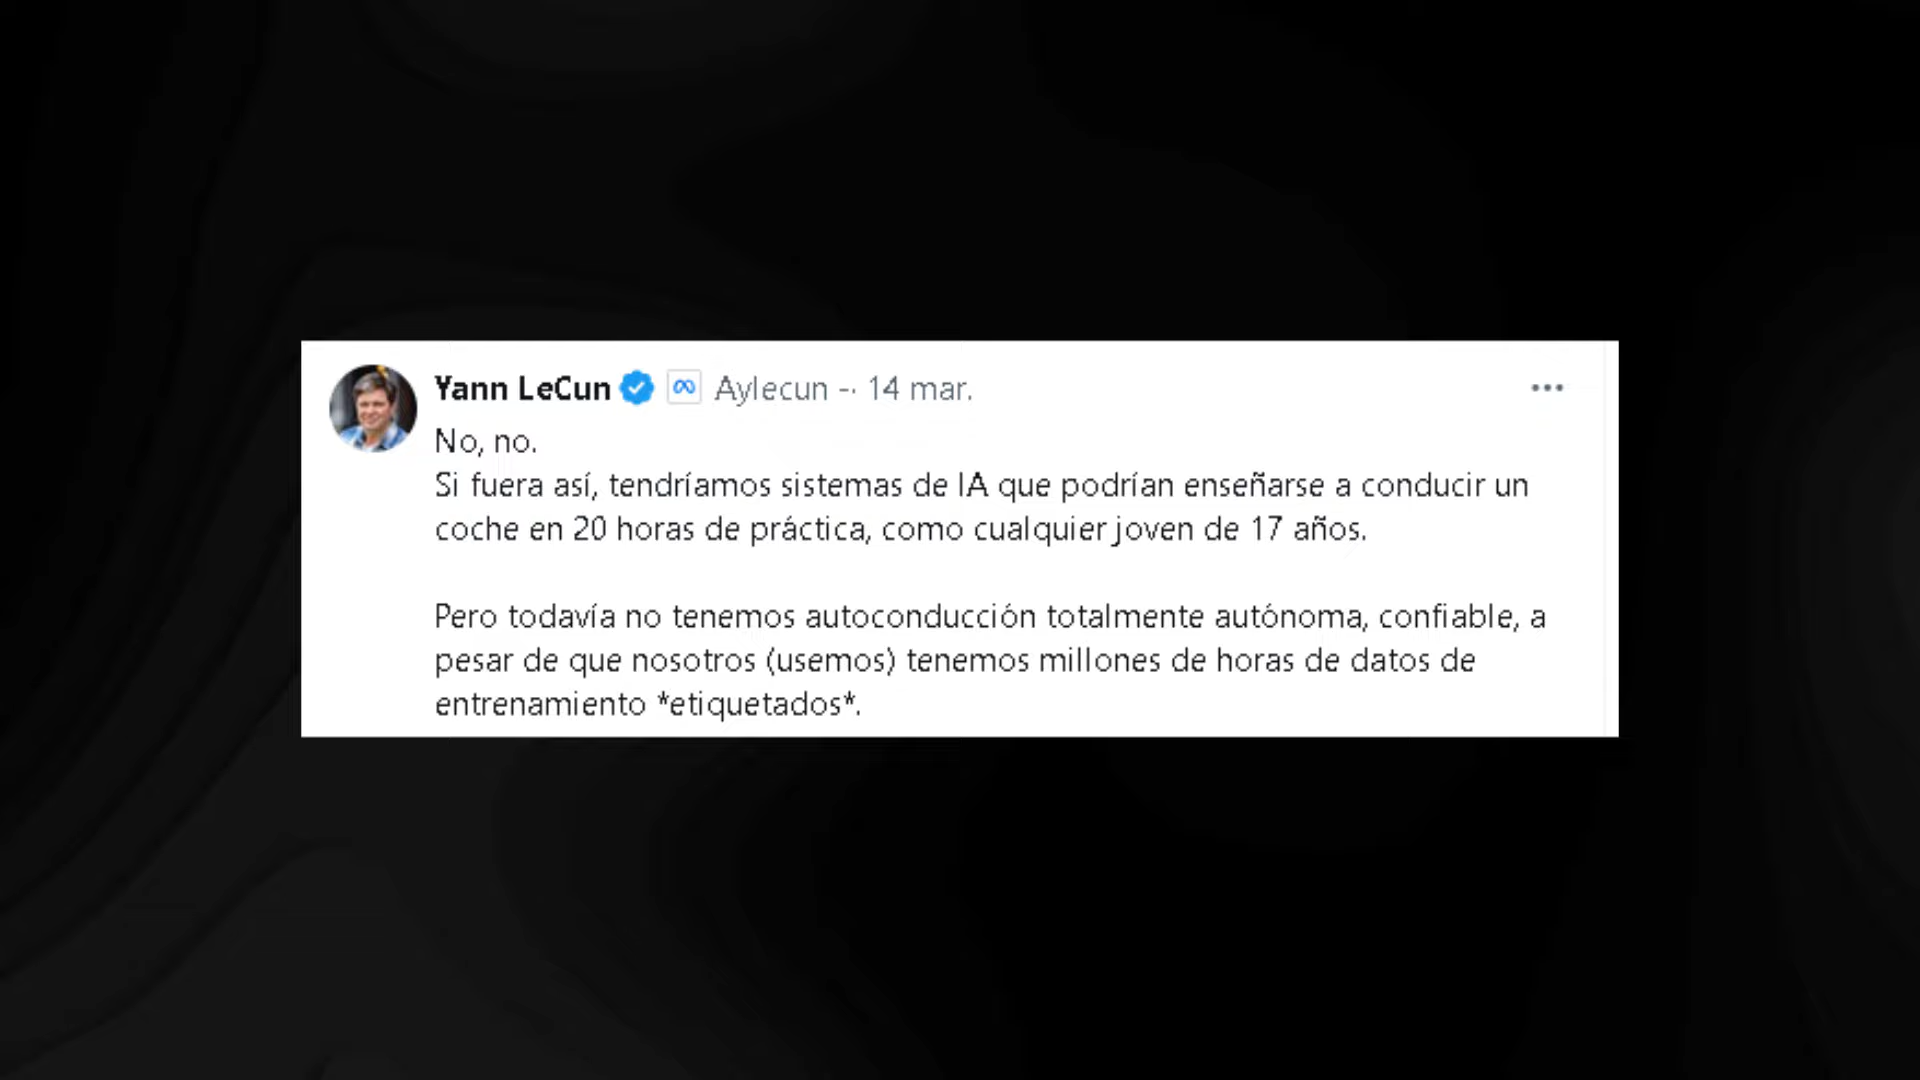 Yann LeCun Aylecun -· 14 mar.
No, no.
Si fuera así, tendríamos sistemas de IA que podrían enseñarse a conducir un
coche en 20 horas de práctica, como cualquier joven de 17 años.
Pero todavía no tenemos autoconducción totalmente autónoma, confiable, a
pesar de que nosotros (usemos) tenemos millones de horas de datos de
entrenamiento *etiquetados*.